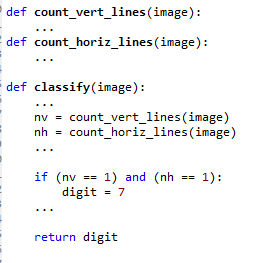 def count_vert_lines(image):
    ...
def count_horiz_lines(image):
    ...
def classify(image):
    ...
    nv = count_vert_lines(image)
    nh = count_horiz_lines(image)
    ...
    if (nv == 1) and (nh == 1):
        digit = 7
    ...
    return digit